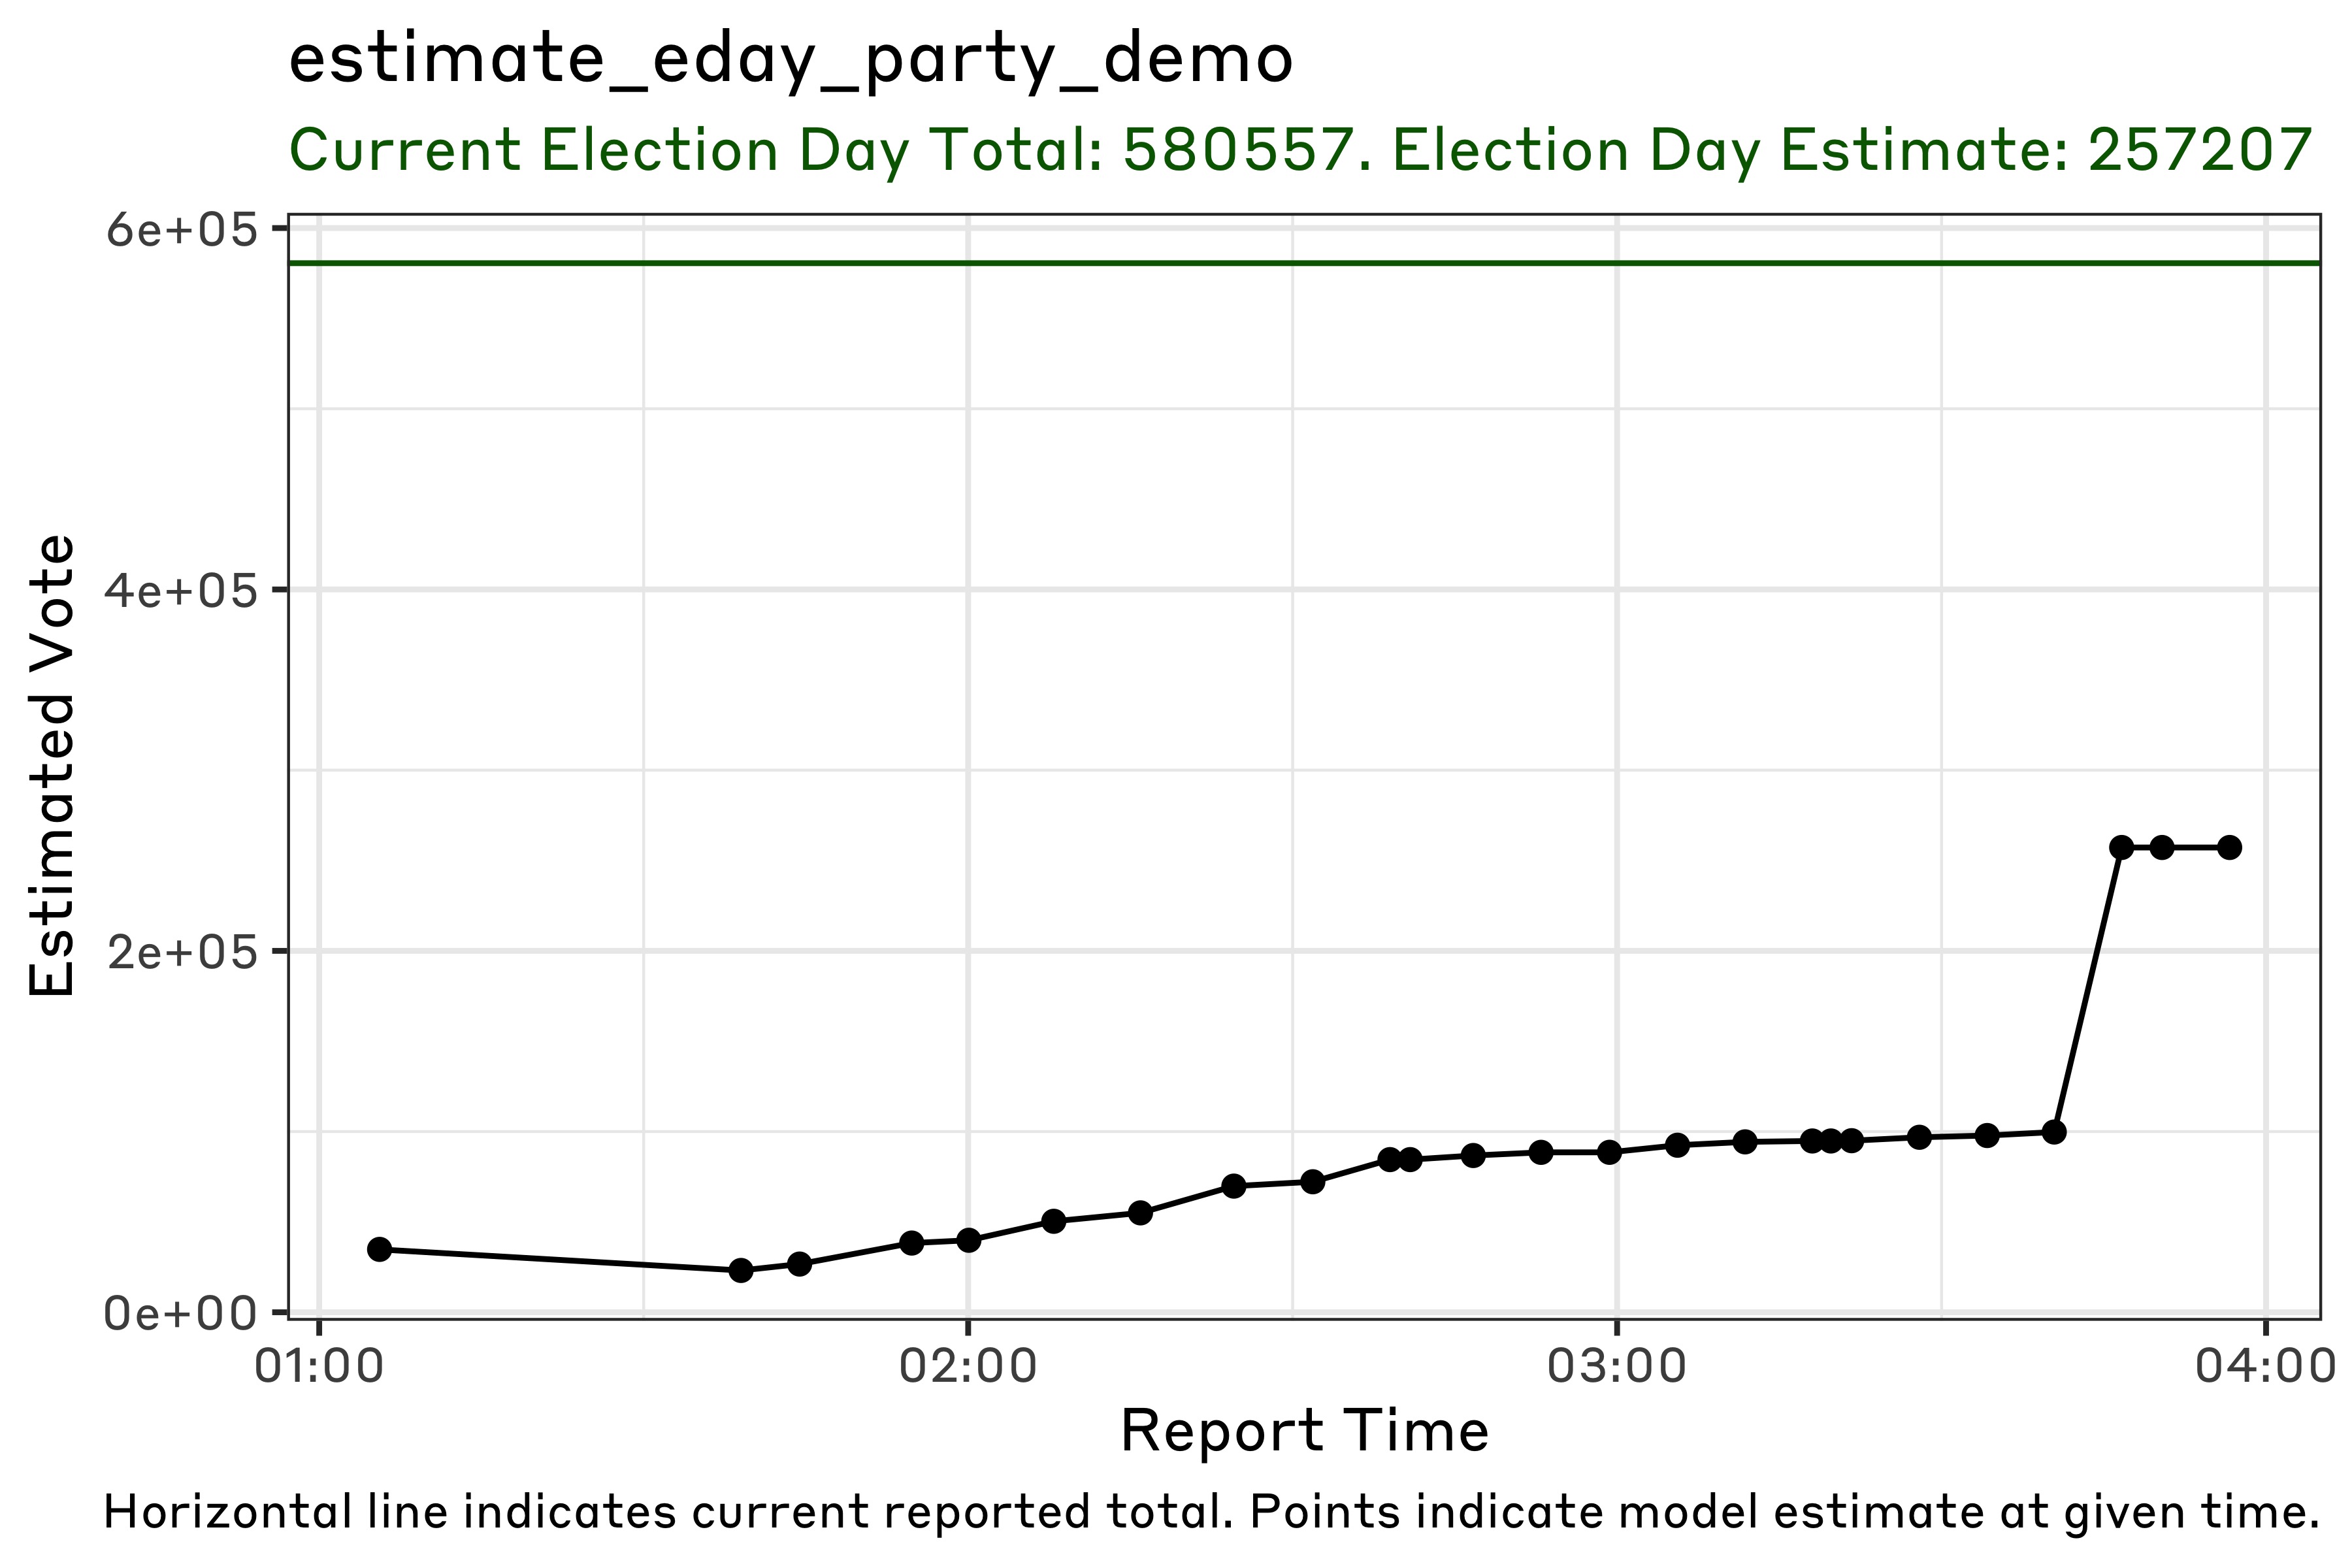 estimate_eday_party_demo
Current Election Day Total: 580557. Election Day Estimate: 257207
6e+05
4e+05
2e+05
0e+00
Estimated Vote
01:00 02:00 03:00 04:00
Report Time
Horizontal line indicates current reported total. Points indicate model estimate at given time.